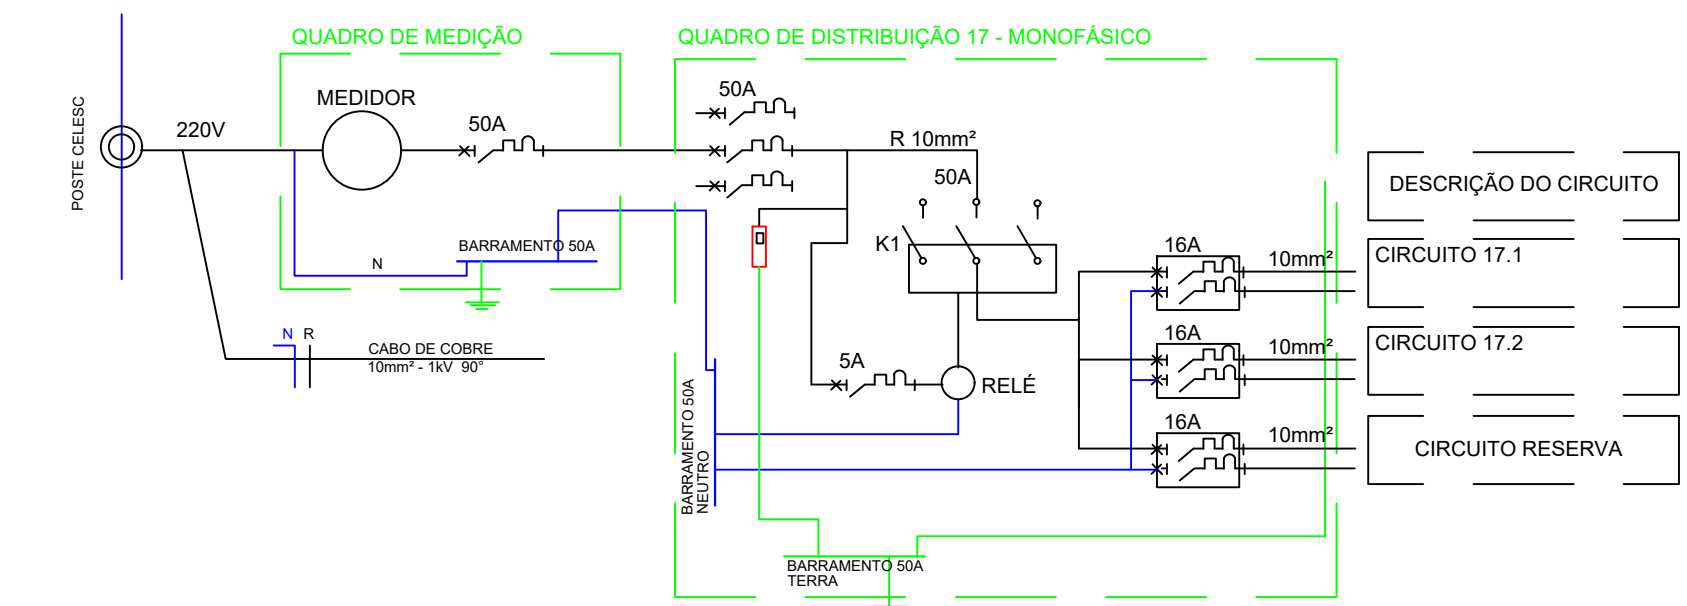 QUADRO DE MEDIÇÃO
QUADRO DE DISTRIBUIÇÃO 17 - MONOFÁSICO
POSTE CELESC
220V
MEDIDOR
50A
50A
R 10mm²
50A
K1
BARRAMENTO 50A
N
N R
CABO DE COBRE
10mm² - 1kV 90°
5A
RELÉ
BARRAMENTO 50A
NEUTRO
BARRAMENTO 50A
TERRA
16A
10mm²
16A
10mm²
16A
10mm²
DESCRIÇÃO DO CIRCUITO
CIRCUITO 17.1
CIRCUITO 17.2
CIRCUITO RESERVA